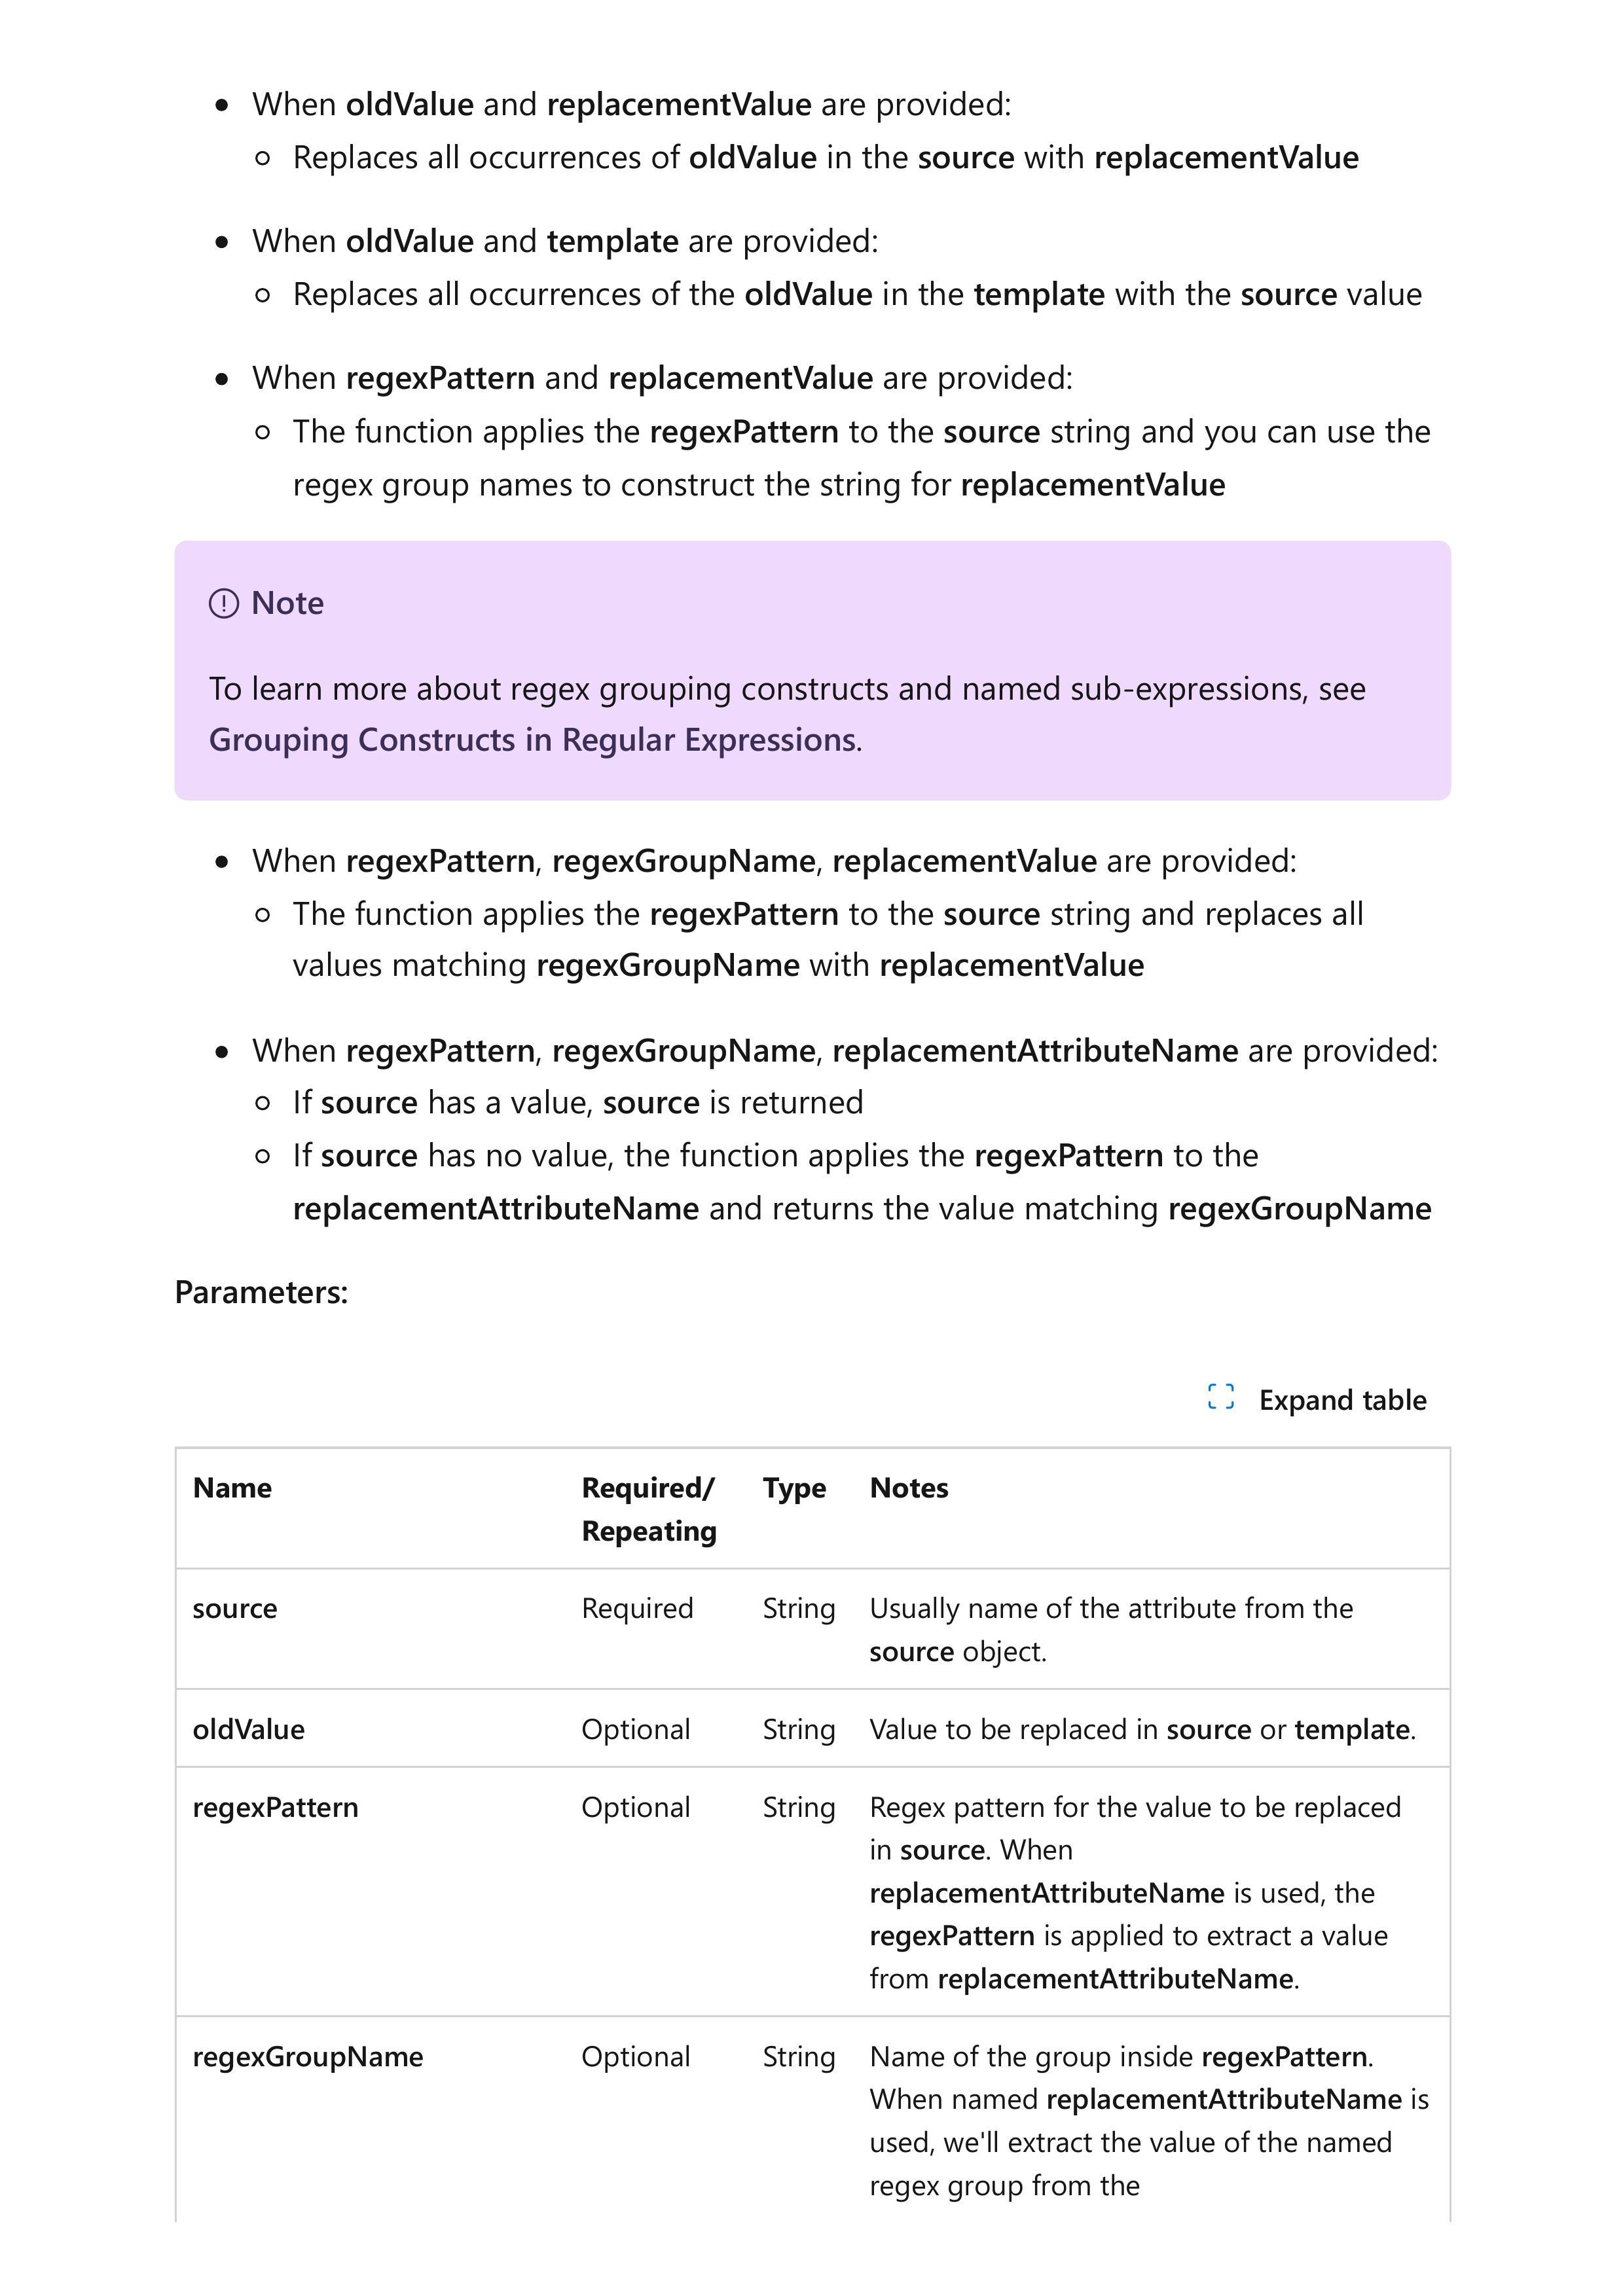 • When oldValue and replacementValue are provided:
○ Replaces all occurrences of oldValue in the source with replacementValue
• When oldValue and template are provided:
○ Replaces all occurrences of the oldValue in the template with the source value
• When regexPattern and replacementValue are provided:
○ The function applies the regexPattern to the source string and you can use the
regex group names to construct the string for replacementValue
Note
To learn more about regex grouping constructs and named sub-expressions, see
Grouping Constructs in Regular Expressions.
• When regexPattern, regexGroupName, replacementValue are provided:
○ The function applies the regexPattern to the source string and replaces all
values matching regexGroupName with replacementValue
• When regexPattern, regexGroupName, replacementAttributeName are provided:
○ If source has a value, source is returned
○ If source has no value, the function applies the regexPattern to the
replacementAttributeName and returns the value matching regexGroupName
Parameters:
Expand table
Name Required/ Type Notes
Repeating
source Required String Usually name of the attribute from the
source object.
oldValue Optional String Value to be replaced in source or template.
regexPattern Optional String Regex pattern for the value to be replaced
in source. When
replacementAttributeName is used, the
regexPattern is applied to extract a value
from replacementAttributeName.
regexGroupName Optional String Name of the group inside regexPattern.
When named replacementAttributeName is
used, we'll extract the value of the named
regex group from the